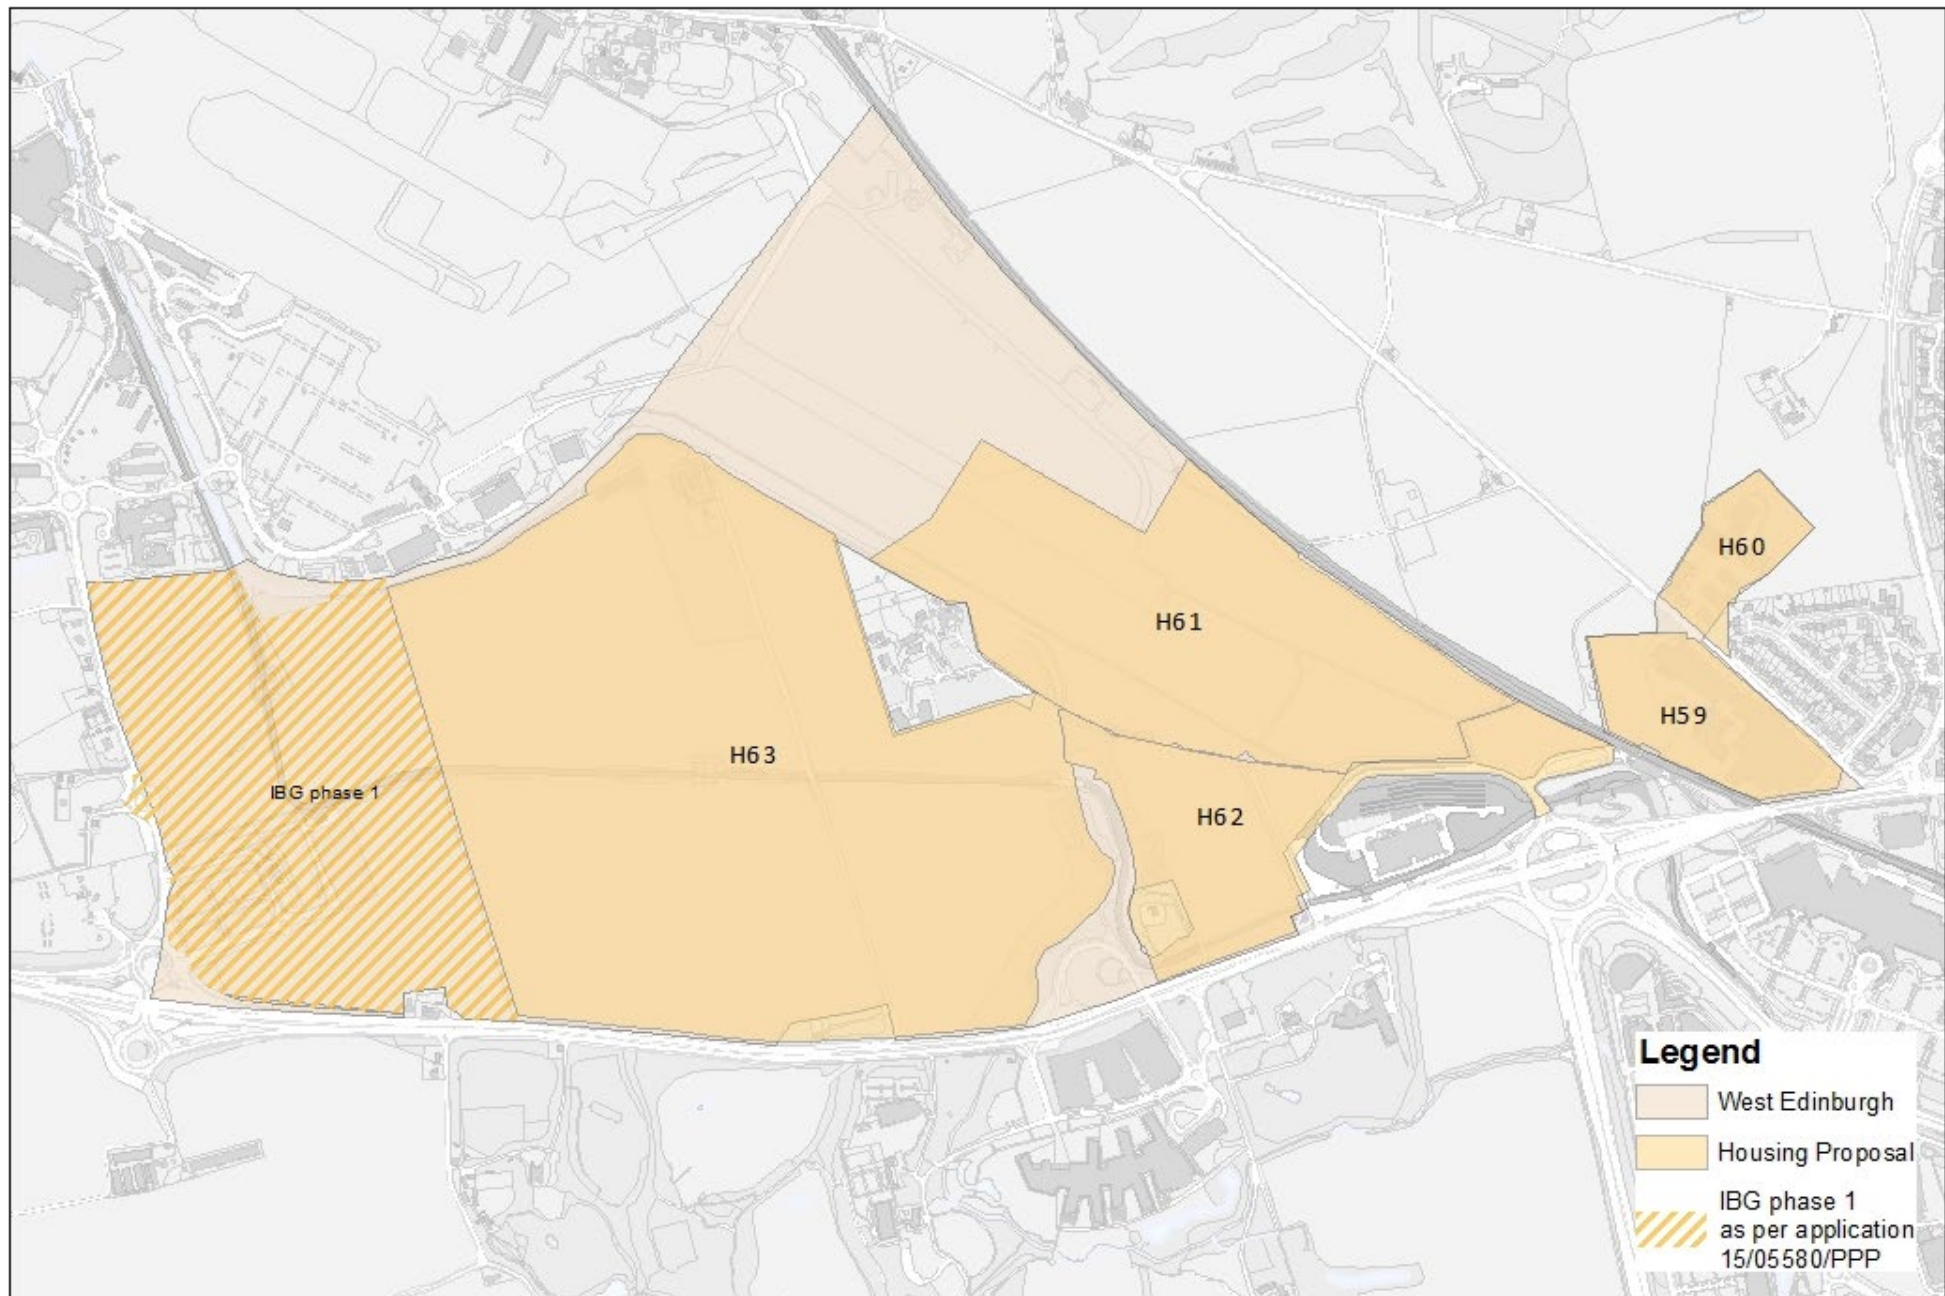 H60
H61
H59
H63
IBG phase 1
H62
Legend
West Edinburgh
Housing Proposal
IBG phase 1
as per application
15/05580/PPP